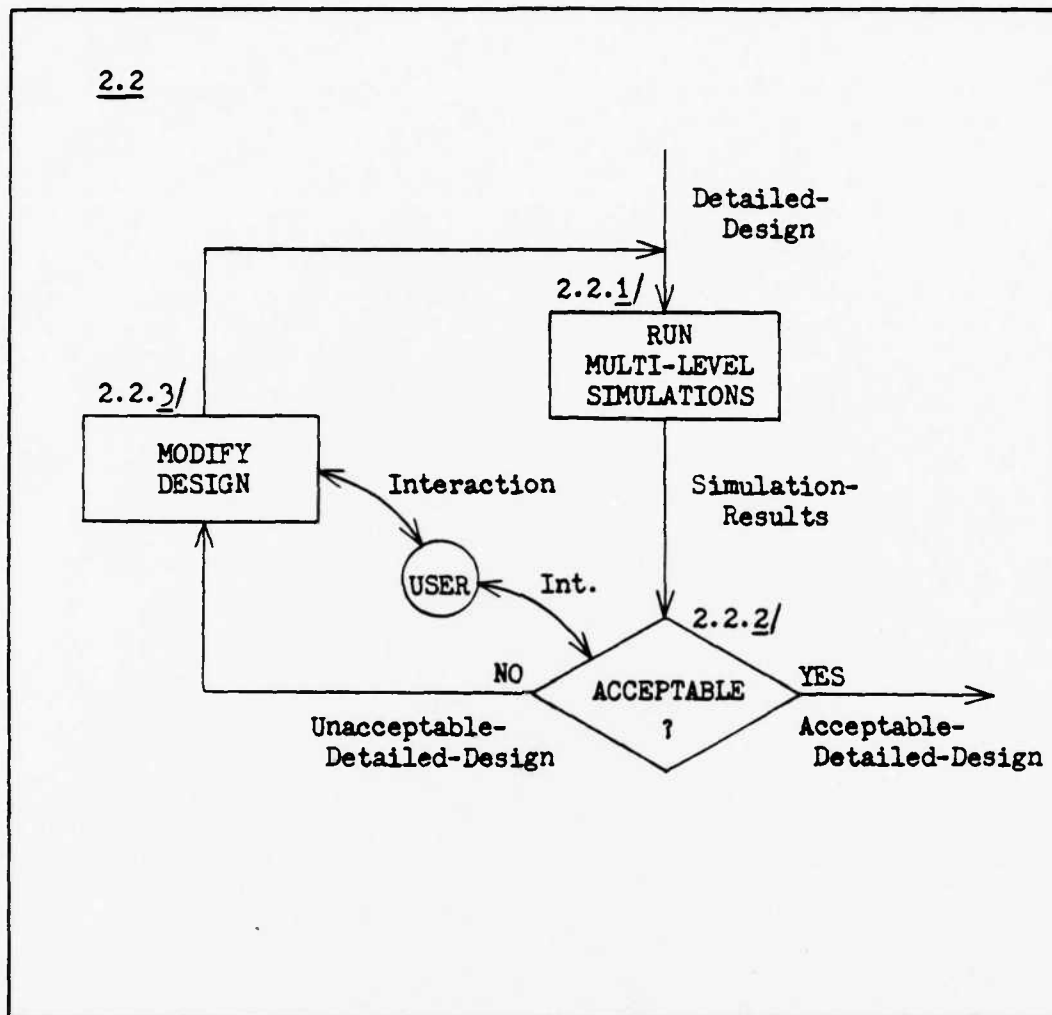 2.2
Detailed-
Design
2.2.1/
RUN
MULTI-LEVEL
SIMULATIONS
2.2.3/
MODIFY
DESIGN
Interaction
Simulation-
Results
USER
Int.
2.2.2/
NO
ACCEPTABLE
?
YES
Unacceptable-
Detailed-Design
Acceptable-
Detailed-Design